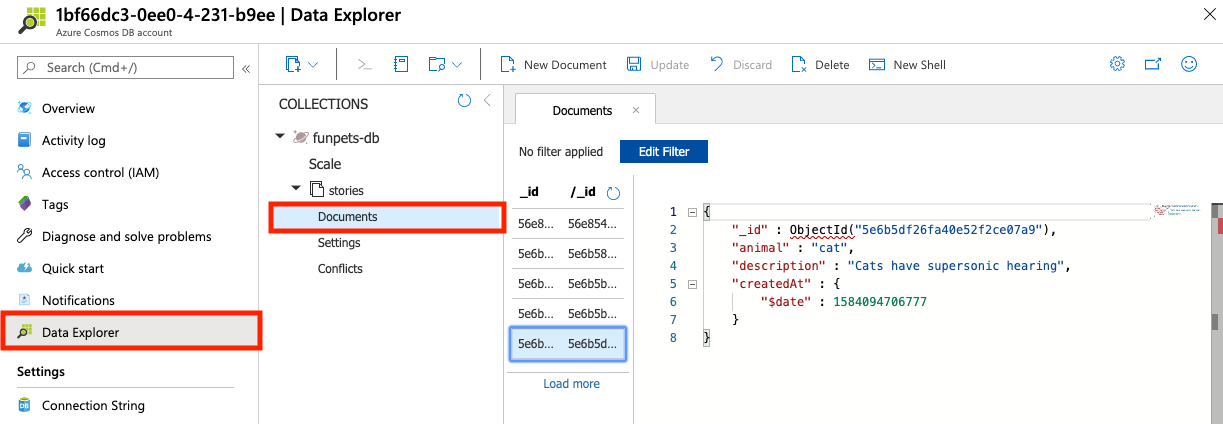 1bf66dc3-0ee0-4-231-b9ee | Data Explorer
Azure Cosmos DB account
Search (Cmd+/)
«
Overview
Activity log
Access control (IAM)
Tags
Diagnose and solve problems
Quick start
Notifications
Data Explorer
Settings
Connection String
New Document
Update
Discard
Delete
New Shell
COLLECTIONS
funpets-db
Scale
stories
Documents
Settings
Conflicts
Documents
No filter applied
Edit Filter
_id /_id
56e8... 56e854...
5e6b... 5e6b58...
5e6b... 5e6b5b...
5e6b... 5e6b5b...
5e6b... 5e6b5d...
Load more
1 {
2 "_id" : ObjectId("5e6b5df26fa40e52f2ce07a9"),
3 "animal" : "cat",
4 "description" : "Cats have supersonic hearing",
5 "createdAt" : {
6 "$date" : 1584094706777
7 }
8 }